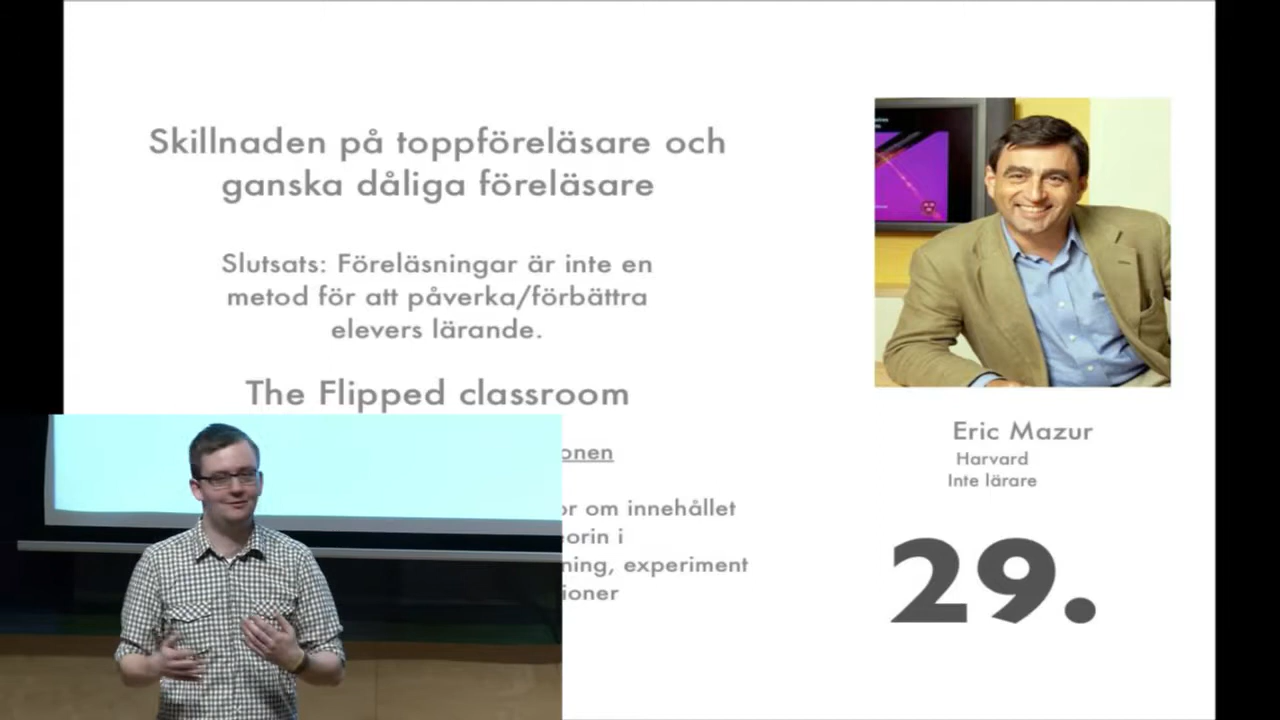 Skillnaden på toppföreläsare och
ganska dåliga föreläsare
Slutsats: Föreläsningar är inte en
metod för att påverka/förbättra
elevers lärande.
The Flipped classroom
onen
or om innehållet
eorin i
ning, experiment
ioner
Eric Mazur
Harvard
Inte lärare
29.